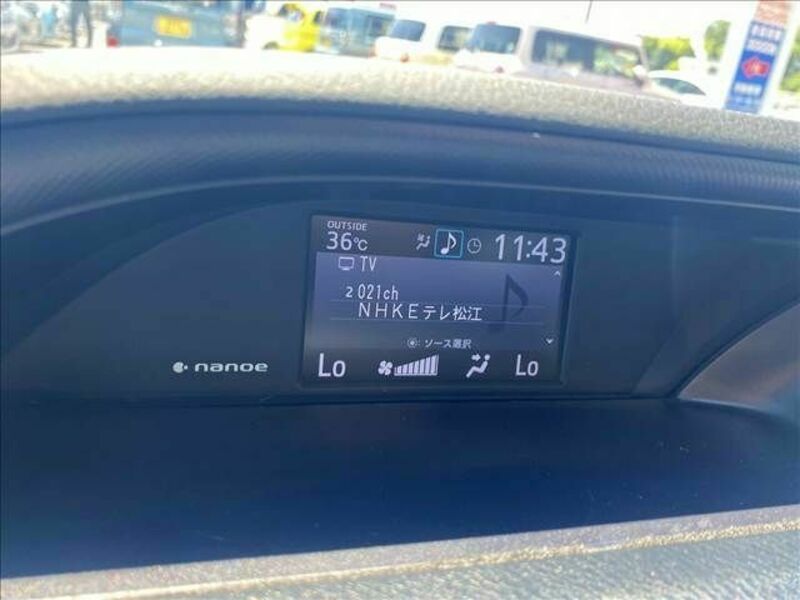 OUTSIDE
36℃
11:43
TV
2 021ch
NHKEテレ松江
: ソース選択
Lo
Lo
nanoe